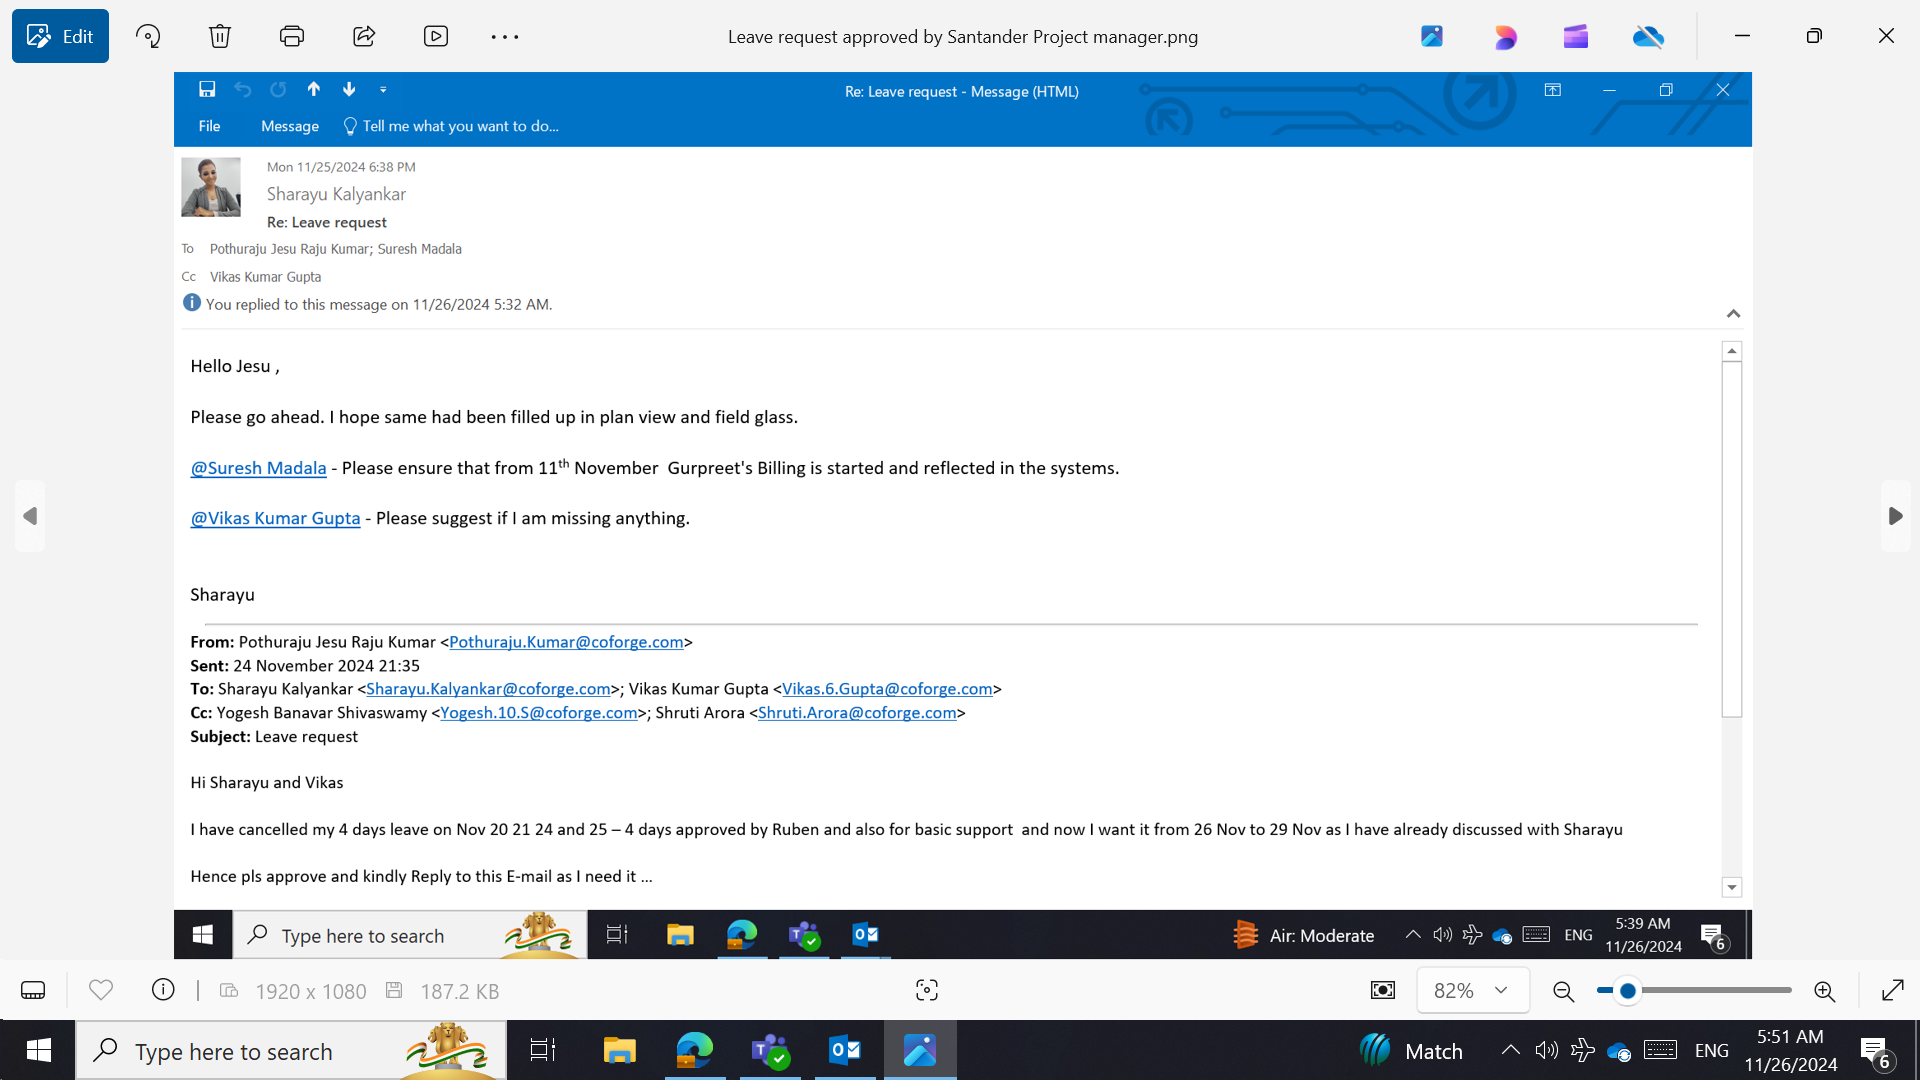 Edit
Leave request approved by Santander Project manager.png
Re: Leave request - Message (HTML)
File Message Tell me what you want to do...
Mon 11/25/2024 6:38 PM
Sharayu Kalyankar
Re: Leave request
To Pothuraju Jesu Raju Kumar; Suresh Madala
Cc Vikas Kumar Gupta
You replied to this message on 11/26/2024 5:32 AM.
Hello Jesu ,
Please go ahead. I hope same had been filled up in plan view and field glass.
@Suresh Madala - Please ensure that from 11th November  Gurpreet's Billing is started and reflected in the systems.
@Vikas Kumar Gupta - Please suggest if I am missing anything.
Sharayu
From: Pothuraju Jesu Raju Kumar <Pothuraju.Kumar@coforge.com>
Sent: 24 November 2024 21:35
To: Sharayu Kalyankar <Sharayu.Kalyankar@coforge.com>; Vikas Kumar Gupta <Vikas.6.Gupta@coforge.com>
Cc: Yogesh Banavar Shivaswamy <Yogesh.10.S@coforge.com>; Shruti Arora <Shruti.Arora@coforge.com>
Subject: Leave request
Hi Sharayu and Vikas
I have cancelled my 4 days leave on Nov 20 21 24 and 25 – 4 days approved by Ruben and also for basic support  and now I want it from 26 Nov to 29 Nov as I have already discussed with Sharayu
Hence pls approve and kindly Reply to this E-mail as I need it ...
Type here to search
Air: Moderate
ENG
5:39 AM
11/26/2024
6
1920 x 1080
187.2 KB
82%
Type here to search
Match
ENG
5:51 AM
11/26/2024
6